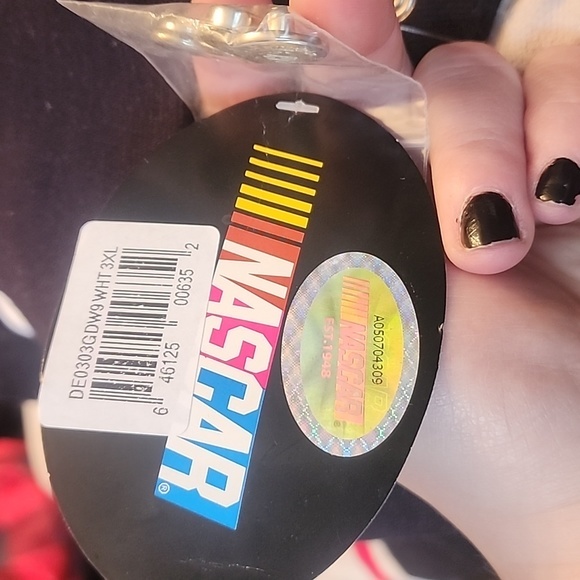 DE0303GDW9WHT 3XL
6 46125 00635 2
NASCAR®
NASCAR
EST. 1948
A050704309